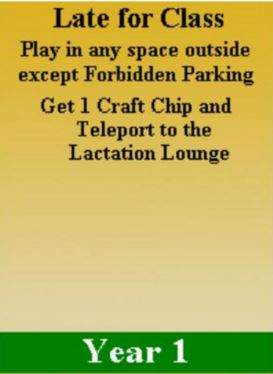 Late for Class
Play in any space outside
except Forbidden Parking
Get 1 Craft Chip and
Teleport to the
Lactation Lounge
Year 1